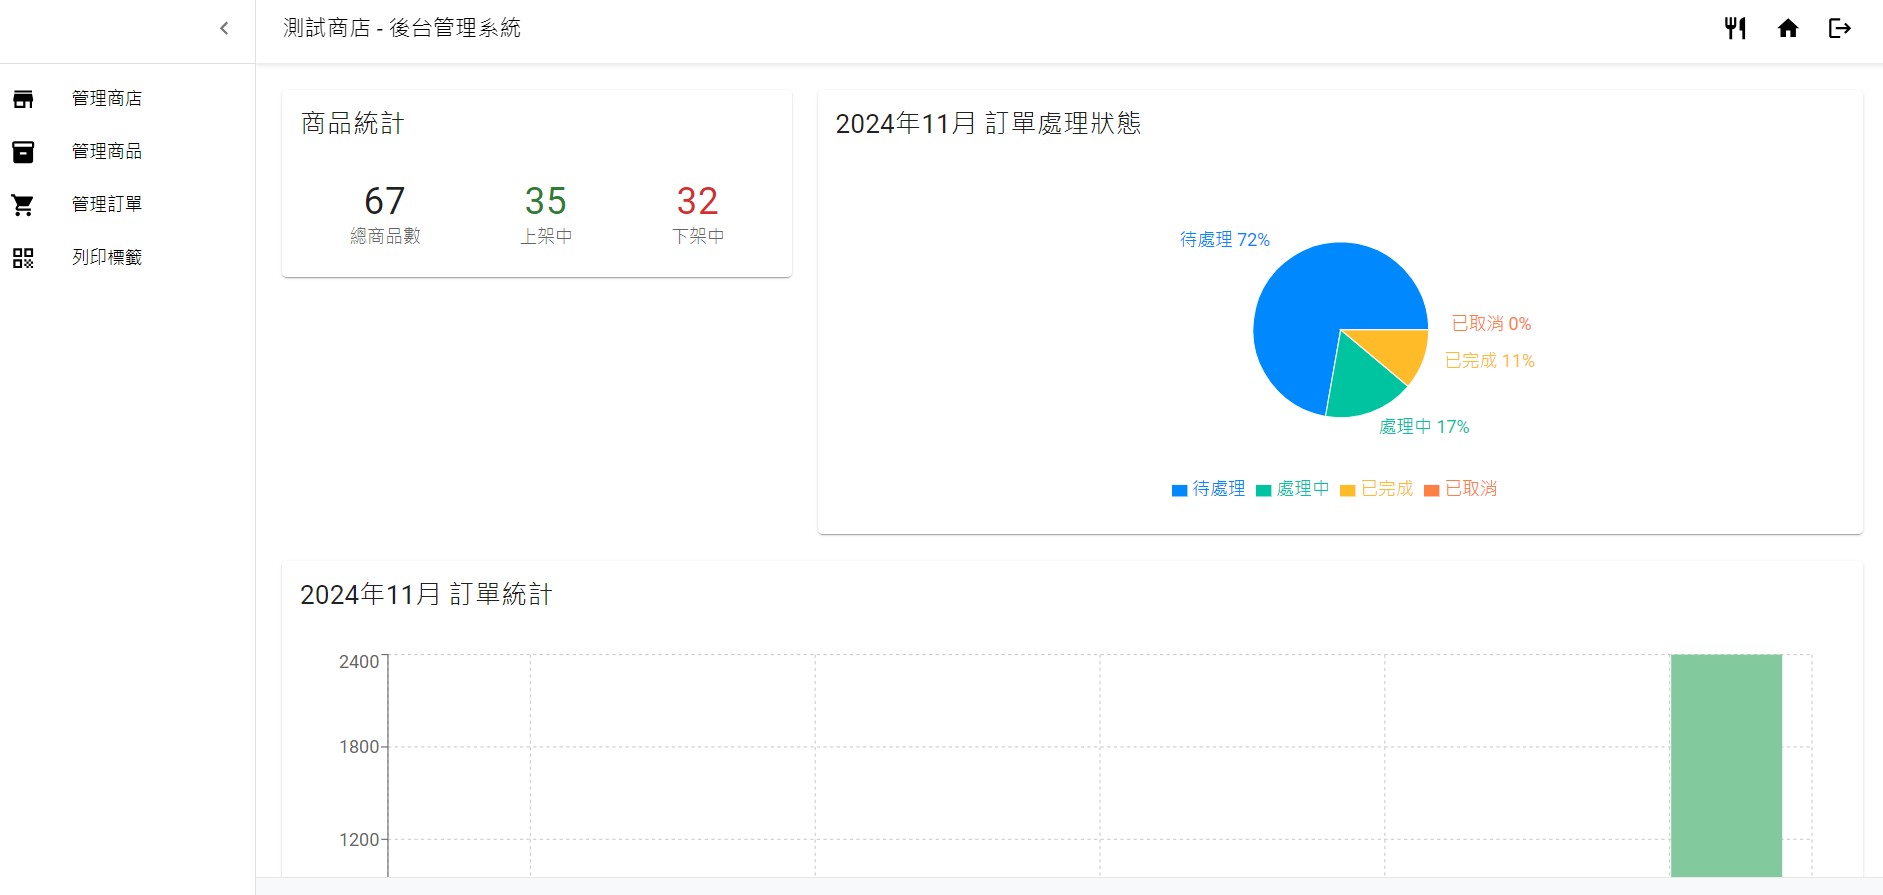 測試商店 - 後台管理系統
管理商店
管理商品
管理訂單
列印標籤
商品統計
67
總商品數
35
上架中
32
下架中
2024年11月 訂單處理狀態
待處理 72%
已取消 0%
已完成 11%
處理中 17%
待處理 處理中 已完成 已取消
2024年11月 訂單統計
2400
1800
1200